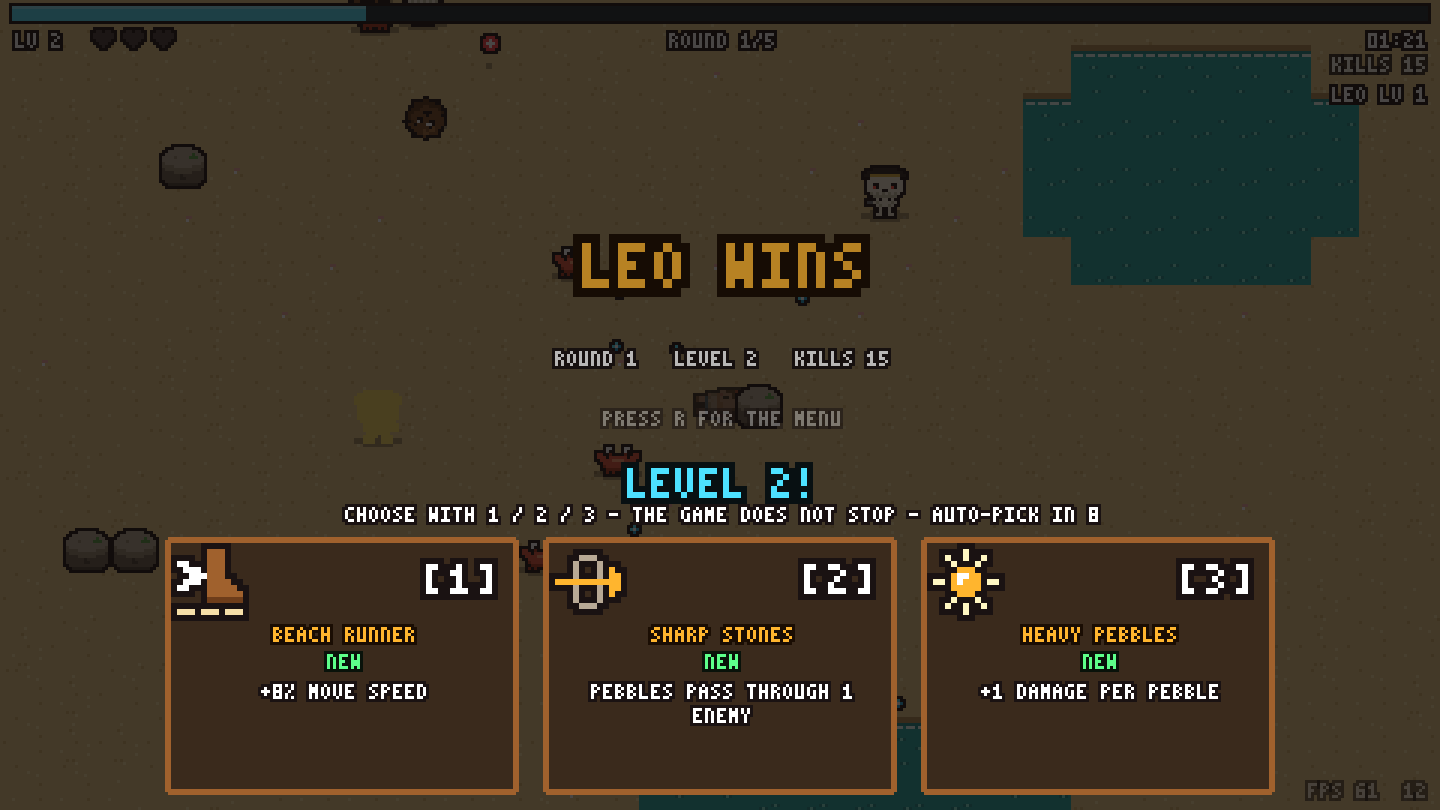 LV 2
ROUND 1/5
01:21
KILLS 15
LEO LV 1
LEO WINS
ROUND 1 LEVEL 2 KILLS 15
PRESS R FOR THE MENU
LEVEL 2!
CHOOSE WITH 1 / 2 / 3 - THE GAME DOES NOT STOP - AUTO-PICK IN 8
[1]
BEACH RUNNER
NEW
+8% MOVE SPEED
[2]
SHARP STONES
NEW
PEBBLES PASS THROUGH 1
ENEMY
[3]
HEAVY PEBBLES
NEW
+1 DAMAGE PER PEBBLE
FPS 61 12